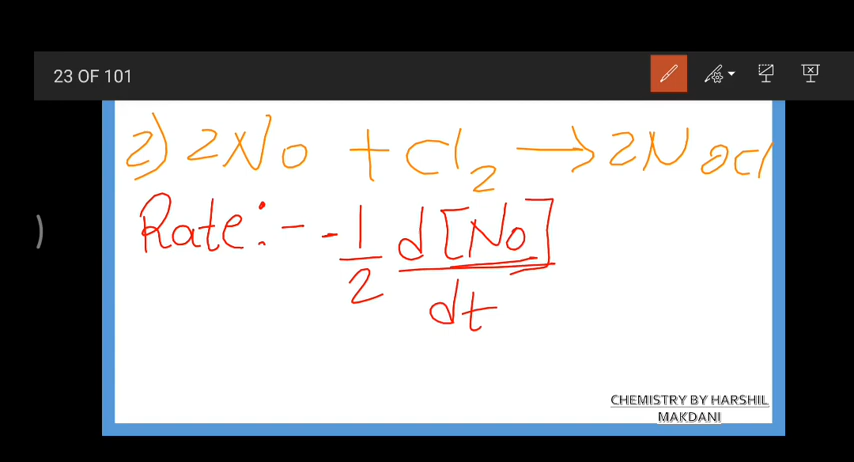 23 OF 101
2) 2No + Cl2 → 2NOCl
Rate:- -1/2 d[No]/dt
CHEMISTRY BY HARSHIL
MAKDANI